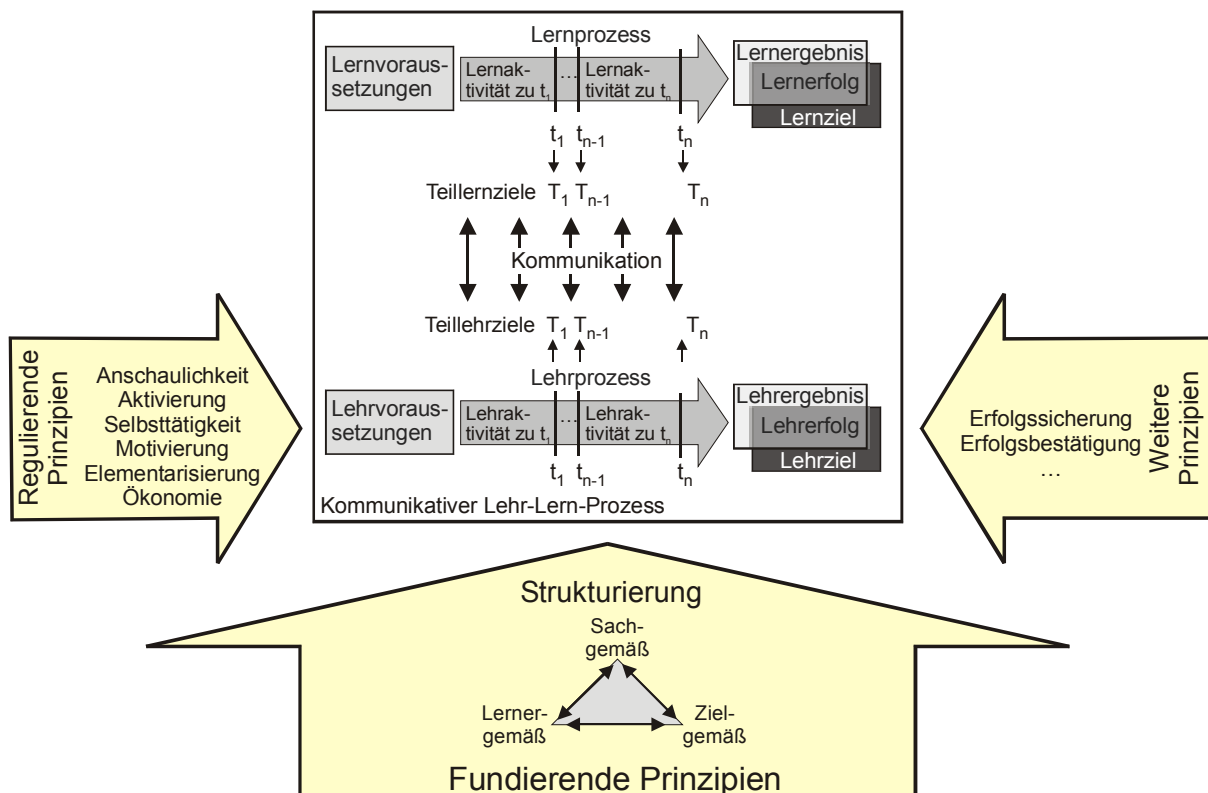 Lernprozess
Lernvoraus-
setzungen
Lernak-
tivität zu t1
...
Lernak-
tivität zu tn
Lernergebnis
Lernerfolg
Lernziel
t1 tn-1 tn
Teillernziele T1 Tn-1 Tn
Kommunikation
Teillehrziele T1 Tn-1 Tn
Lehrprozess
Lehrvoraus-
setzungen
Lehrak-
tivität zu t1
...
Lehrak-
tivität zu tn
Lehrergebnis
Lehrerfolg
Lehrziel
t1 tn-1 tn
Kommunikativer Lehr-Lern-Prozess
Regulierende
Prinzipien
Anschaulichkeit
Aktivierung
Selbsttätigkeit
Motivierung
Elementarisierung
Ökonomie
Erfolgssicherung
Erfolgsbestätigung
...
Weitere
Prinzipien
Strukturierung
Sach-
gemäß
Lerner-
gemäß
Ziel-
gemäß
Fundierende Prinzipien